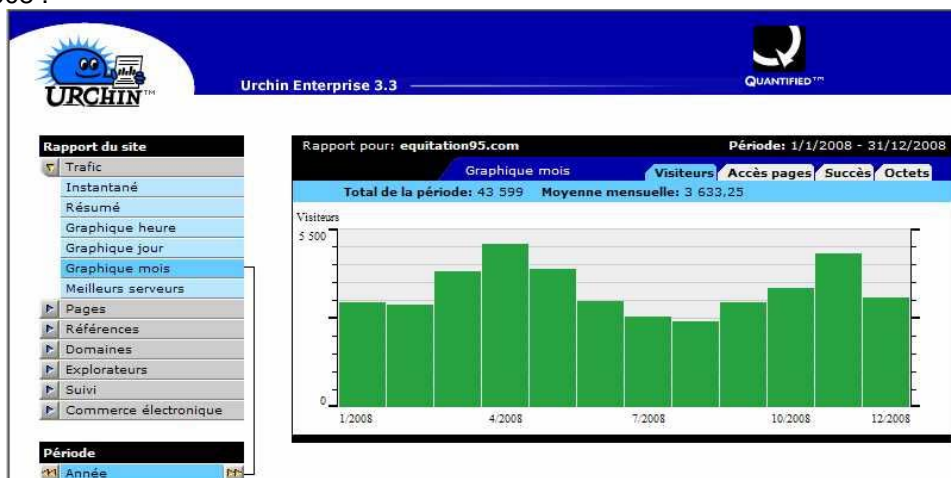 URCHIN™
Urchin Enterprise 3.3
QUANTIFIED™
Rapport du site
Trafic
Instantané
Résumé
Graphique heure
Graphique jour
Graphique mois
Meilleurs serveurs
Pages
Références
Domaines
Explorateurs
Suivi
Commerce électronique
Période
Année
Rapport pour: equitation95.com Période: 1/1/2008 - 31/12/2008
Graphique mois Visiteurs Accès pages Succès Octets
Total de la période: 43 599 Moyenne mensuelle: 3 633,25
Visiteurs
5 500
0
1/2008 4/2008 7/2008 10/2008 12/2008